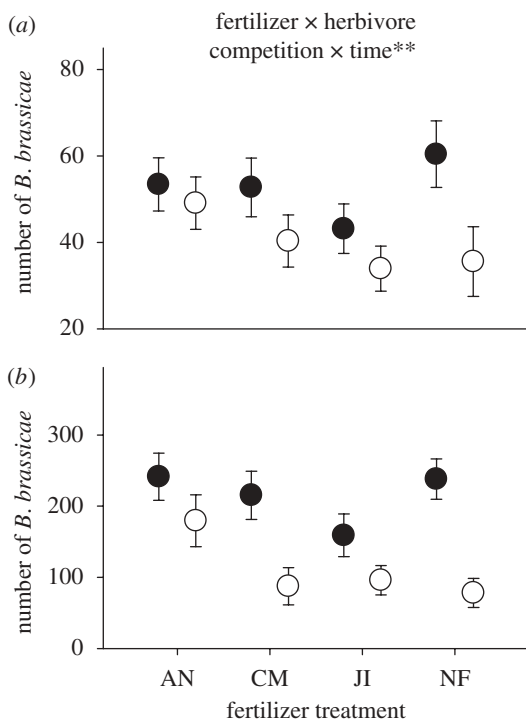 (a)
fertilizer × herbivore
competition × time**
80
60
40
20
number of B. brassicae
(b)
300
200
100
0
number of B. brassicae
AN CM JI NF
fertilizer treatment